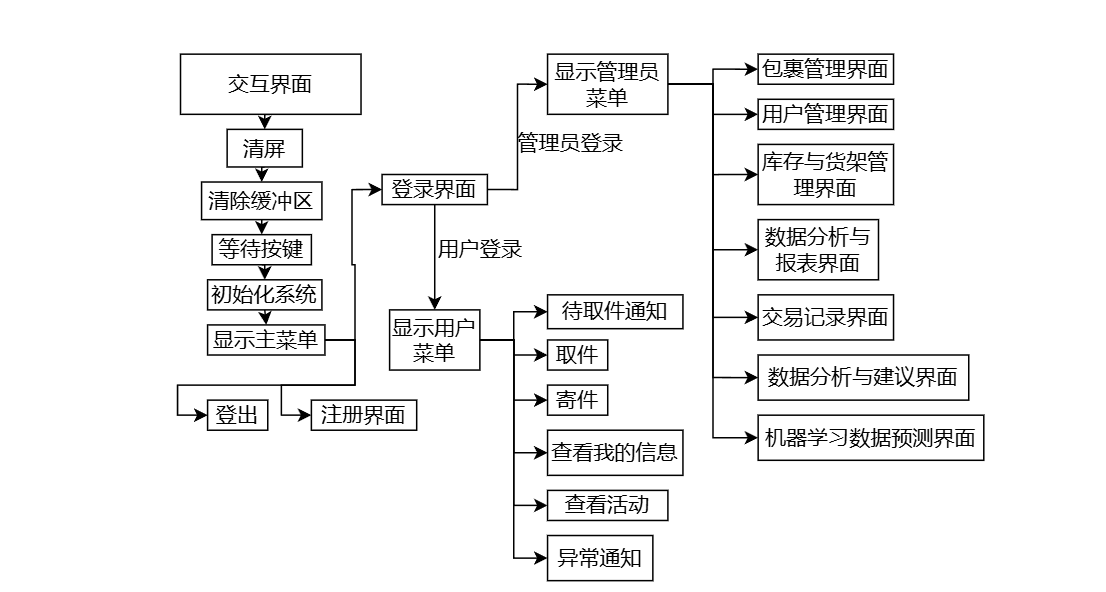 交互界面
清屏
清除缓冲区
等待按键
初始化系统
显示主菜单
登出
注册界面
登录界面
管理员登录
用户登录
显示管理员
菜单
包裹管理界面
用户管理界面
库存与货架管
理界面
数据分析与
报表界面
交易记录界面
数据分析与建议界面
机器学习数据预测界面
显示用户
菜单
待取件通知
取件
寄件
查看我的信息
查看活动
异常通知